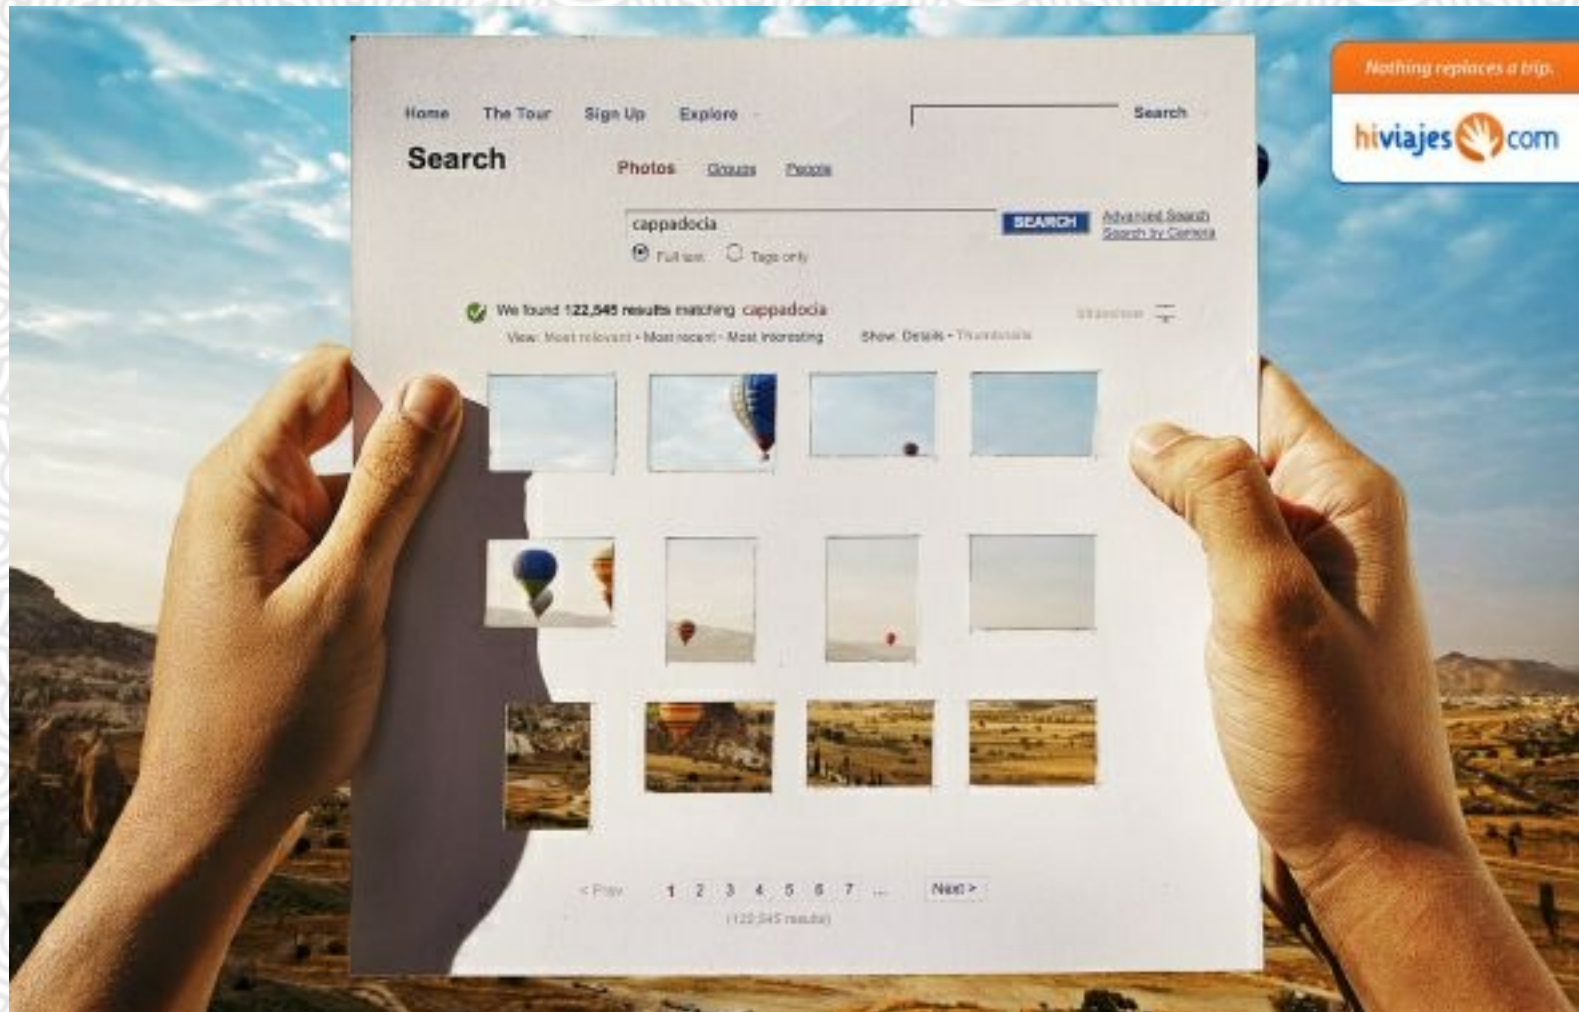 Nothing replaces a trip.
hiviajes.com
Home The Tour Sign Up Explore Search
Search Photos Groups People
cappadocia SEARCH Advanced Search
Search by Camera
Full text Tags only
We found 122,545 results matching cappadocia
Slideshow
View: Most relevant • Most recent • Most interesting Show: Details • Thumbnails
< Prev 1 2 3 4 5 6 7 ... Next >
(122,545 results)